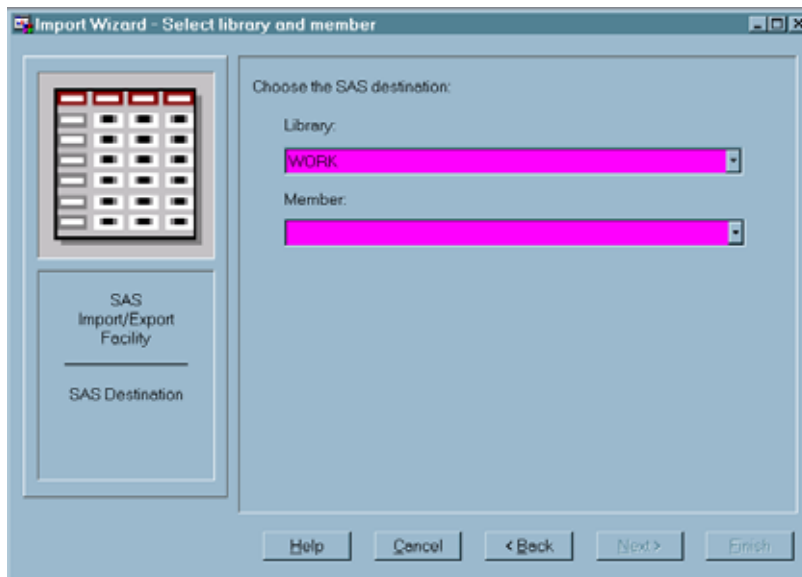 Import Wizard - Select library and member
Choose the SAS destination:
Library:
WORK
Member:
SAS
Import/Export
Facility
SAS Destination
Help
Cancel
< Back
Next >
Finish